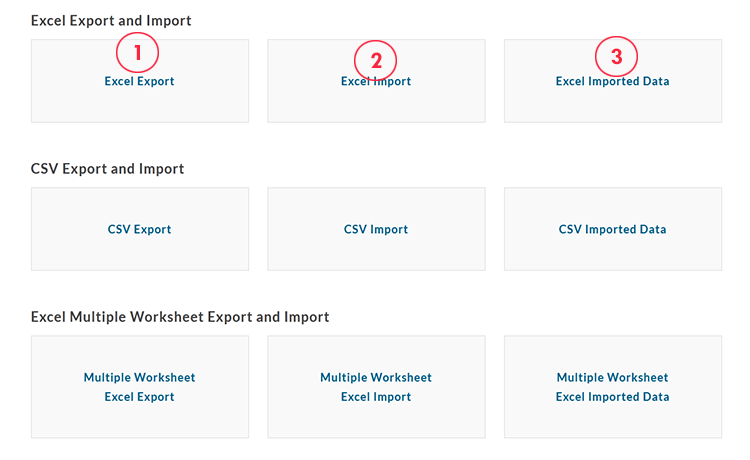 Excel Export and Import
1
2
3
Excel Export
Excel Import
Excel Imported Data
CSV Export and Import
CSV Export
CSV Import
CSV Imported Data
Excel Multiple Worksheet Export and Import
Multiple Worksheet
Excel Export
Multiple Worksheet
Excel Import
Multiple Worksheet
Excel Imported Data